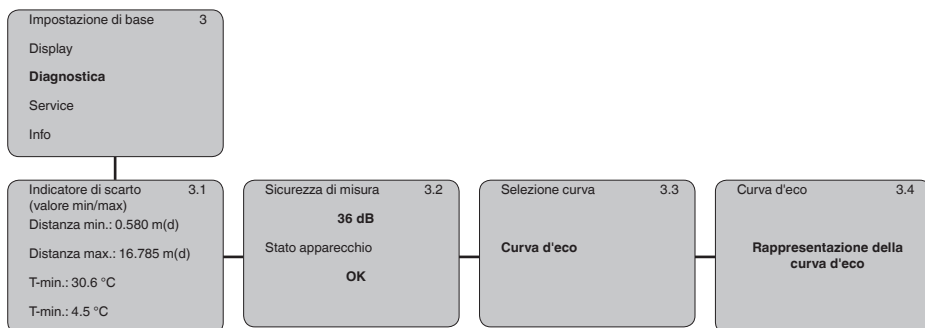 Impostazione di base 3
Display
Diagnostica
Service
Info
Indicatore di scarto 3.1
(valore min/max)
Distanza min.: 0.580 m(d)
Distanza max.: 16.785 m(d)
T-min.: 30.6 °C
T-min.: 4.5 °C
Sicurezza di misura 3.2
36 dB
Stato apparecchio
OK
Selezione curva 3.3
Curva d'eco
Curva d'eco 3.4
Rappresentazione della
curva d'eco